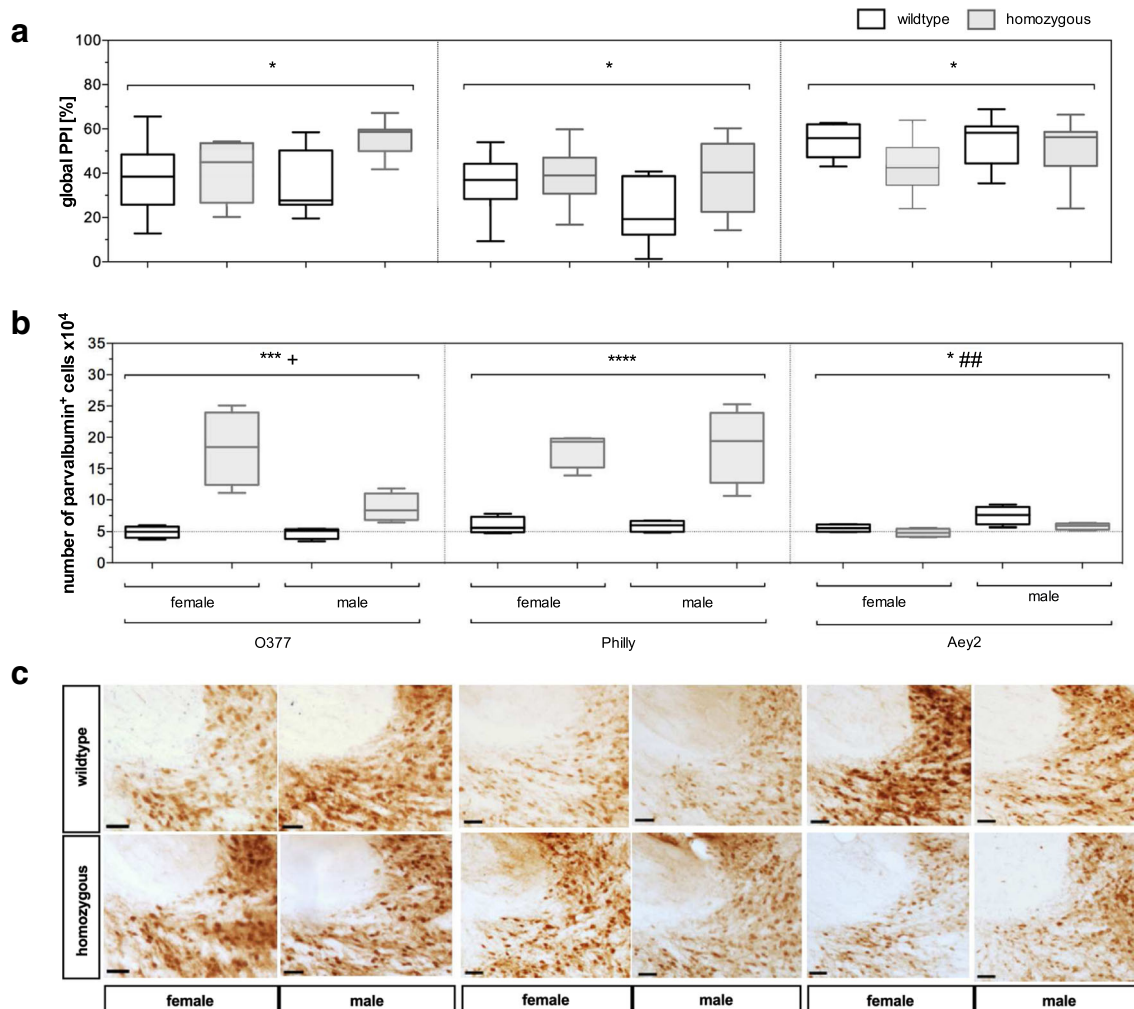 wildtype homozygous
a
global PPI [%]
100
80
60
40
20
0
* * *
b
number of parvalbumin+ cells x10⁴
35
30
25
20
15
10
5
0
*** + **** * ##
female male female male female male
O377 Philly Aey2
c
wildtype
homozygous
female male female male female male